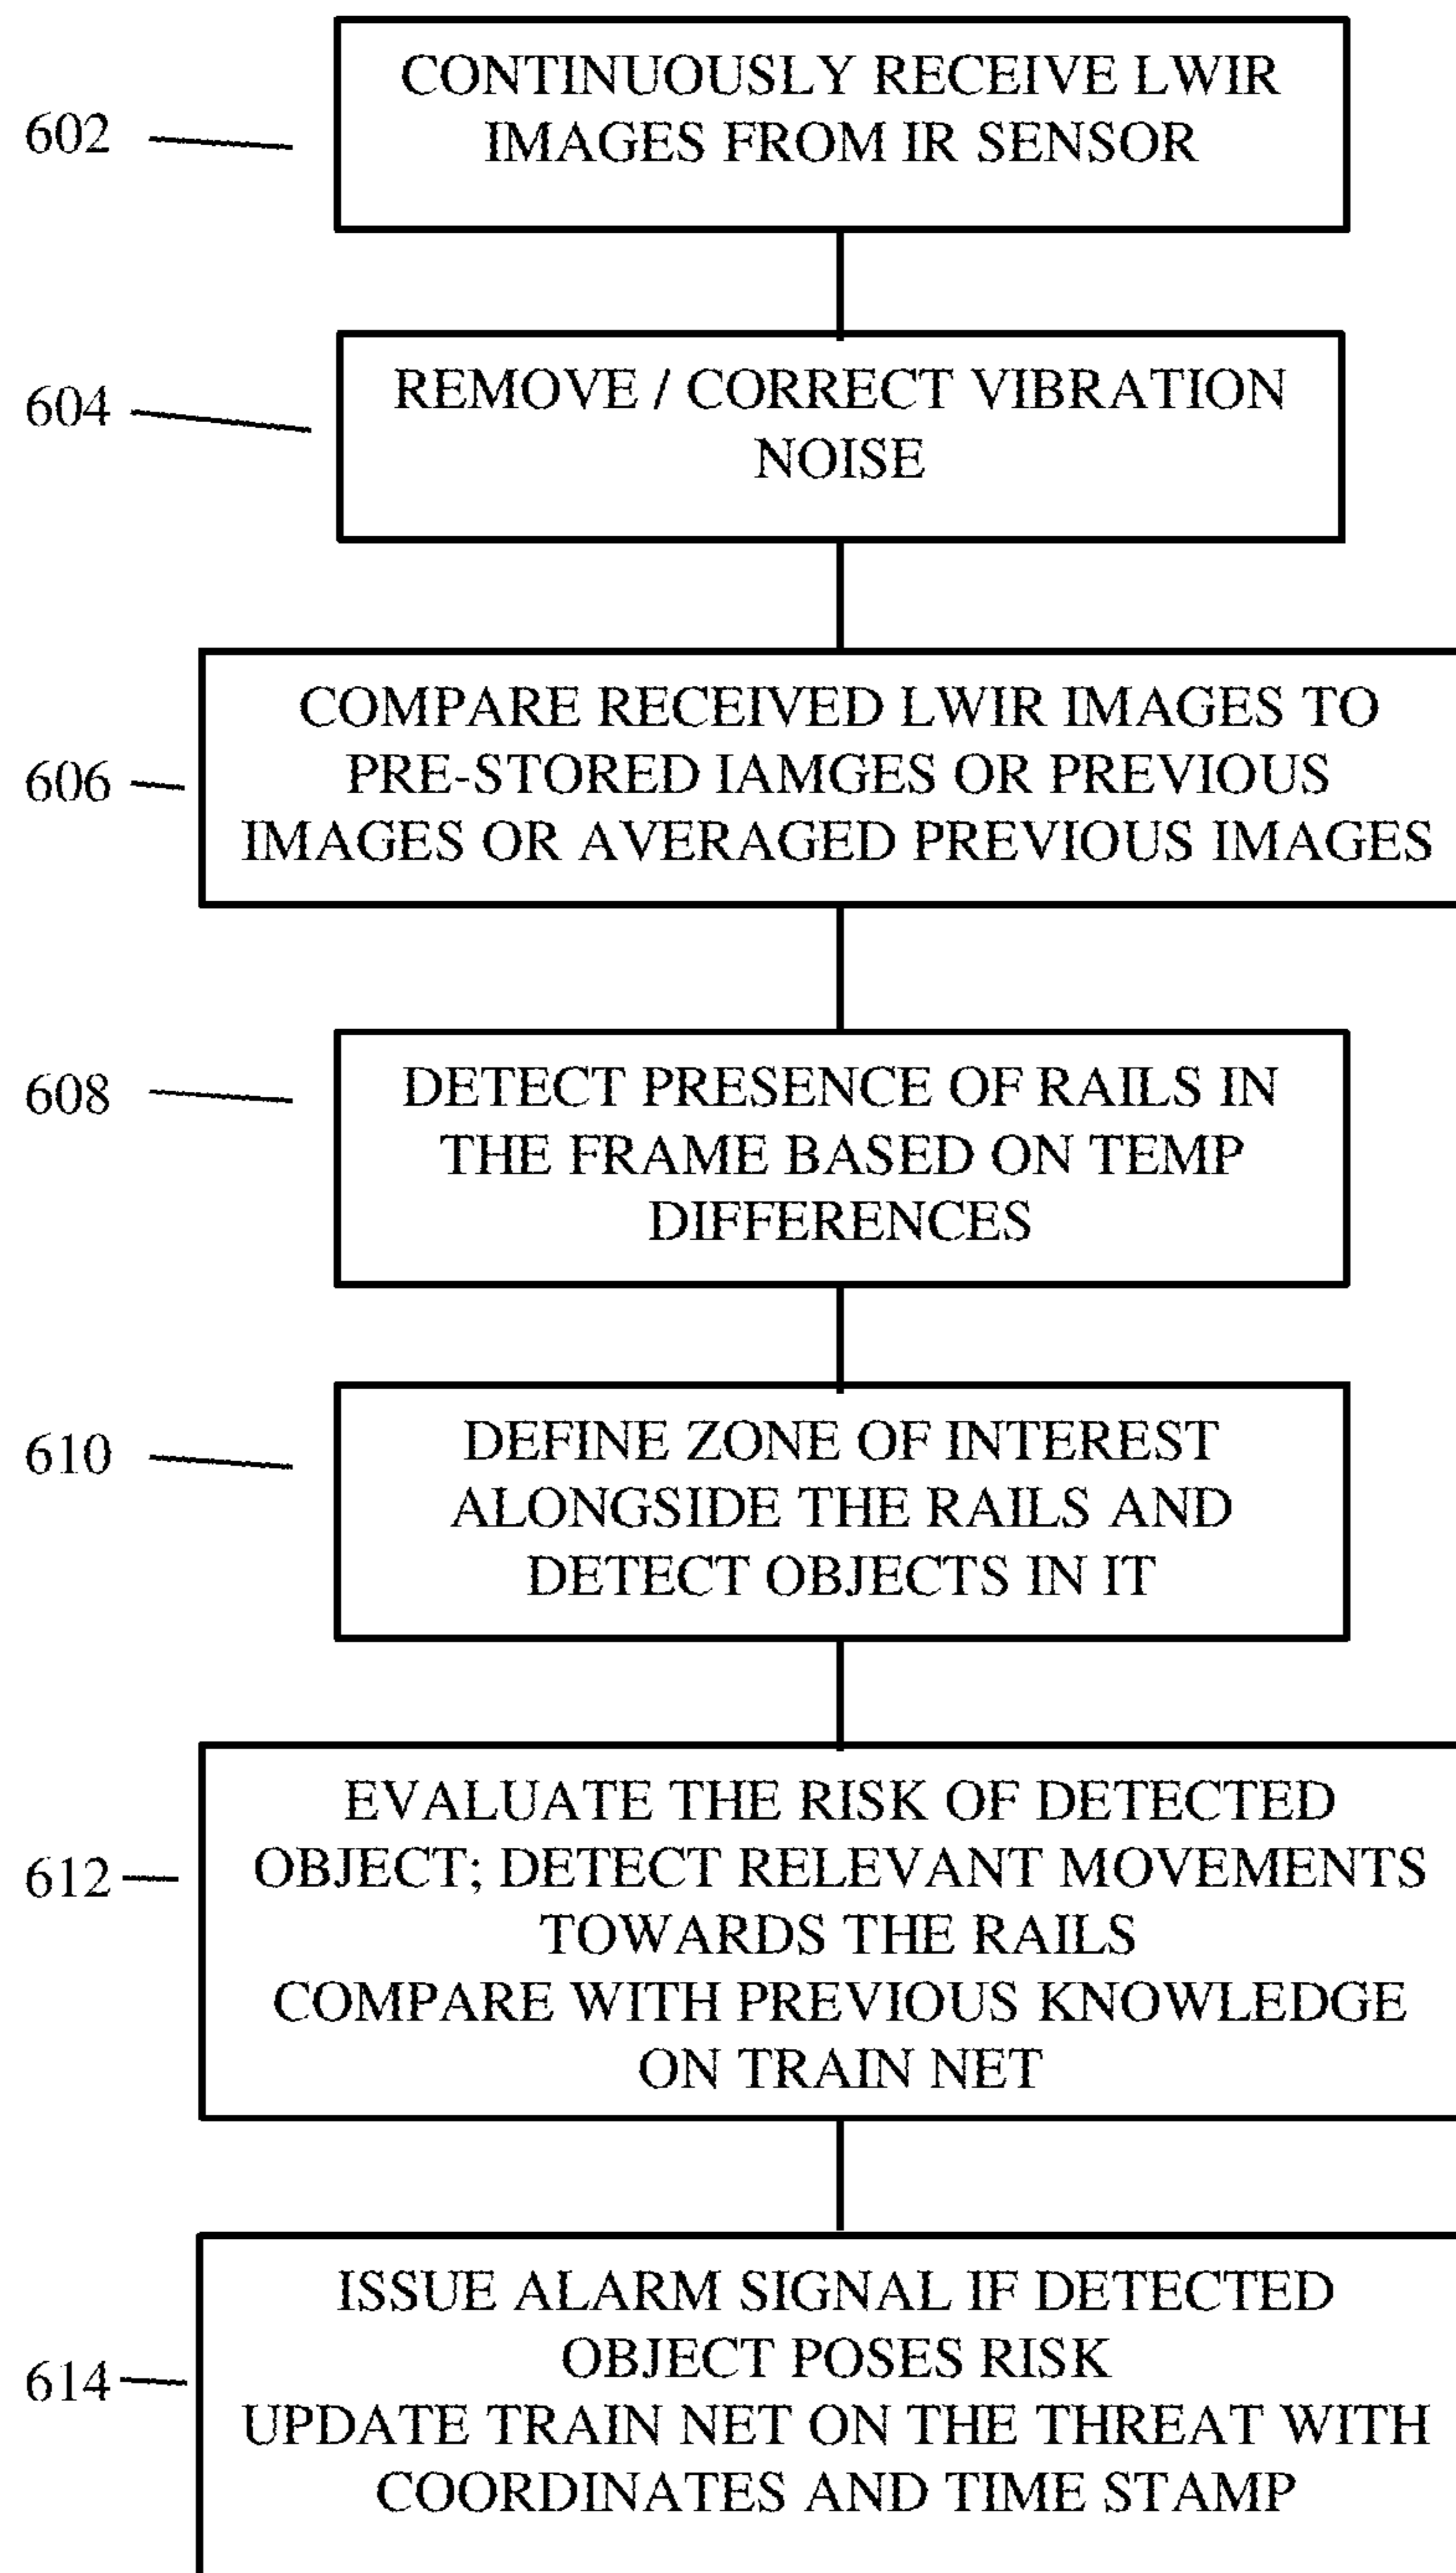 CONTINUOUSLY RECEIVE LWIR
IMAGES FROM IR SENSOR
602
REMOVE / CORRECT VIBRATION
NOISE
604
COMPARE RECEIVED LWIR IMAGES TO
PRE-STORED IAMGES OR PREVIOUS
IMAGES OR AVERAGED PREVIOUS IMAGES
606
DETECT PRESENCE OF RAILS IN
THE FRAME BASED ON TEMP
DIFFERENCES
608
DEFINE ZONE OF INTEREST
ALONGSIDE THE RAILS AND
DETECT OBJECTS IN IT
610
EVALUATE THE RISK OF DETECTED
OBJECT; DETECT RELEVANT MOVEMENTS
TOWARDS THE RAILS
COMPARE WITH PREVIOUS KNOWLEDGE
ON TRAIN NET
612
ISSUE ALARM SIGNAL IF DETECTED
OBJECT POSES RISK
UPDATE TRAIN NET ON THE THREAT WITH
COORDINATES AND TIME STAMP
614